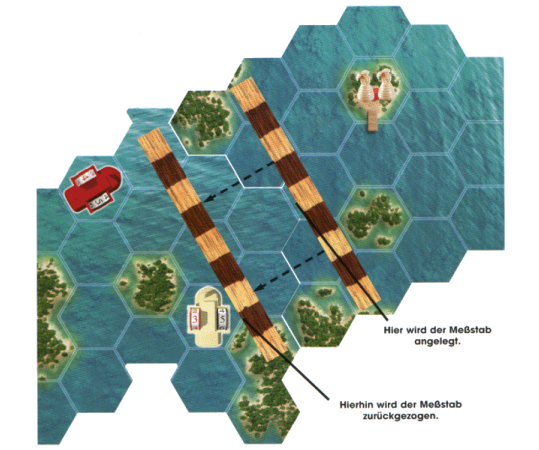 Hier wird der Meßstab
angelegt.
Hierhin wird der Meßstab
zurückgezogen.